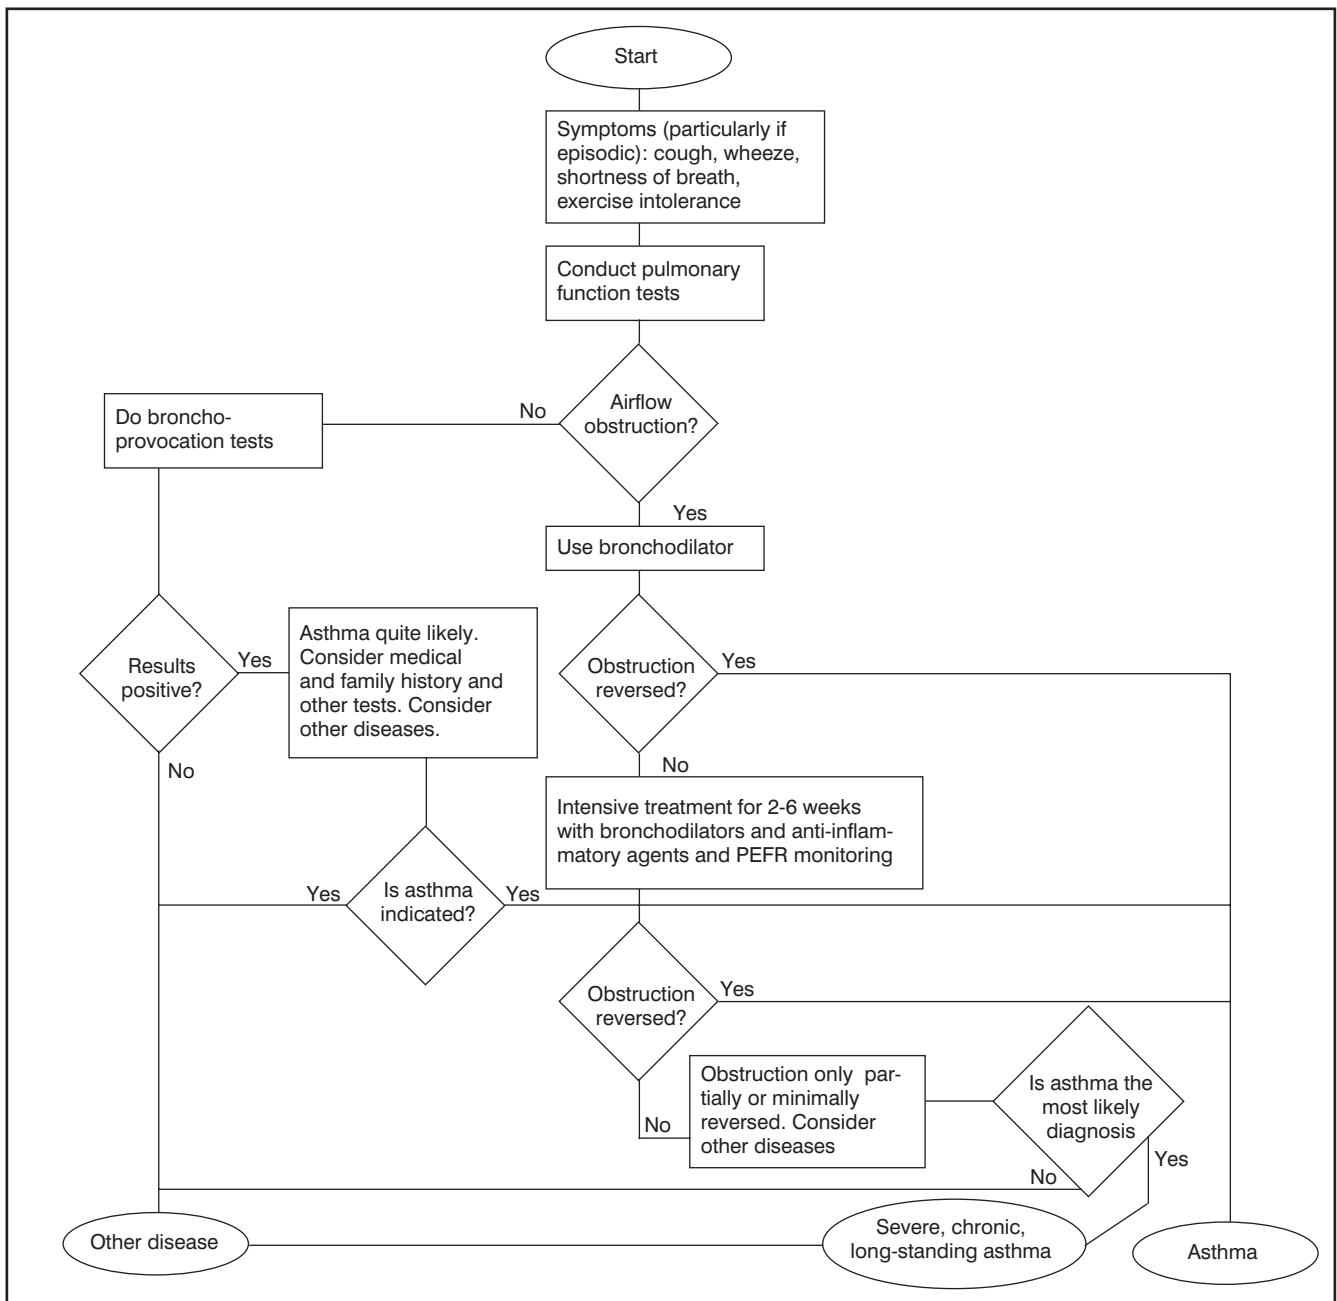 Start
Symptoms (particularly if
episodic): cough, wheeze,
shortness of breath,
exercise intolerance
Conduct pulmonary
function tests
Airflow
obstruction?
No
Do broncho-
provocation tests
Yes
Use bronchodilator
Results
positive?
Yes
Asthma quite likely.
Consider medical
and family history and
other tests. Consider
other diseases.
Obstruction
reversed?
Yes
No
No
Intensive treatment for 2-6 weeks
with bronchodilators and anti-inflam-
matory agents and PEFR monitoring
Yes
Is asthma
indicated?
Yes
Obstruction
reversed?
Yes
No
Obstruction only par-
tially or minimally
reversed. Consider
other diseases
Is asthma the
most likely
diagnosis
No
Yes
Other disease
Severe, chronic,
long-standing asthma
Asthma